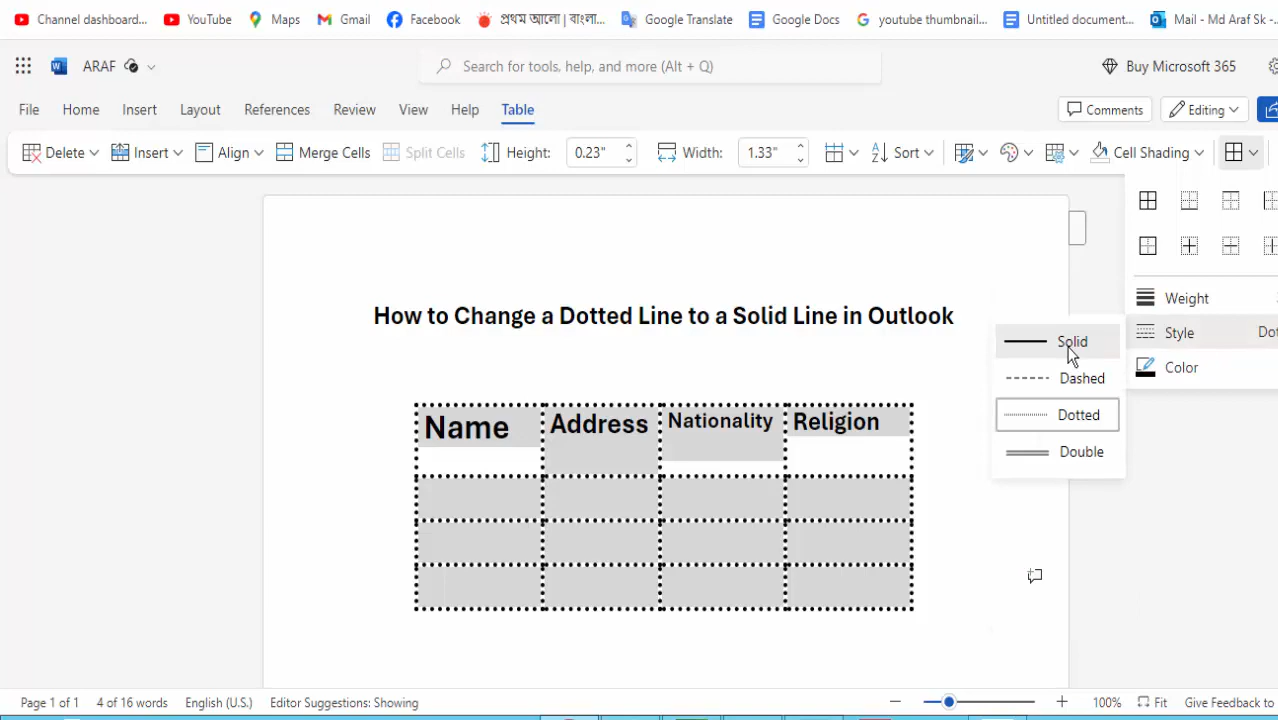 Channel dashboard... YouTube Maps Gmail Facebook প্রথম আলো | বাংলা... Google Translate Google Docs youtube thumbnail... Untitled document... Mail - Md Araf Sk -...
ARAF Search for tools, help, and more (Alt + Q) Buy Microsoft 365
File Home Insert Layout References Review View Help Table Comments Editing
Delete Insert Align Merge Cells Split Cells Height: 0.23" Width: 1.33" Sort Cell Shading
Weight
How to Change a Dotted Line to a Solid Line in Outlook
Style Dot
Solid
Color
Dashed
Dotted
Double
Name Address Nationality Religion
Page 1 of 1 4 of 16 words English (U.S.) Editor Suggestions: Showing 100% Fit Give Feedback to